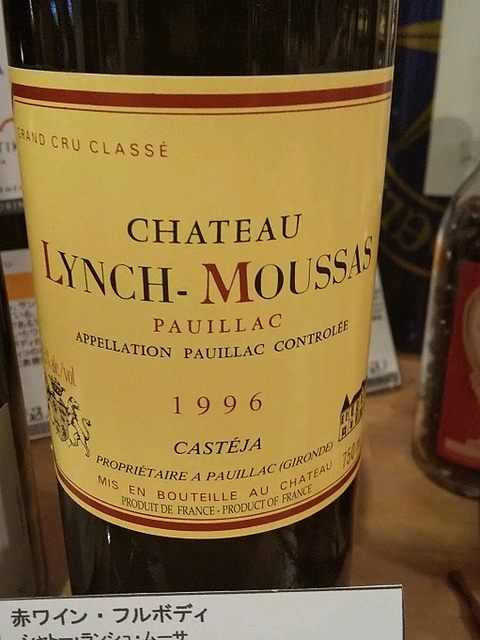 GRAND CRU CLASSÉ
CHATEAU
LYNCH-MOUSSAS
PAUILLAC
APPELLATION PAUILLAC CONTROLÉE
alc/vol.
1996
CASTÉJA
PROPRIÉTAIRE A PAUILLAC (GIRONDE)
MIS EN BOUTEILLE AU CHATEAU
PRODUIT DE FRANCE - PRODUCT OF FRANCE
赤ワイン・フルボディ
シャトー・ランシュ・ムーサ